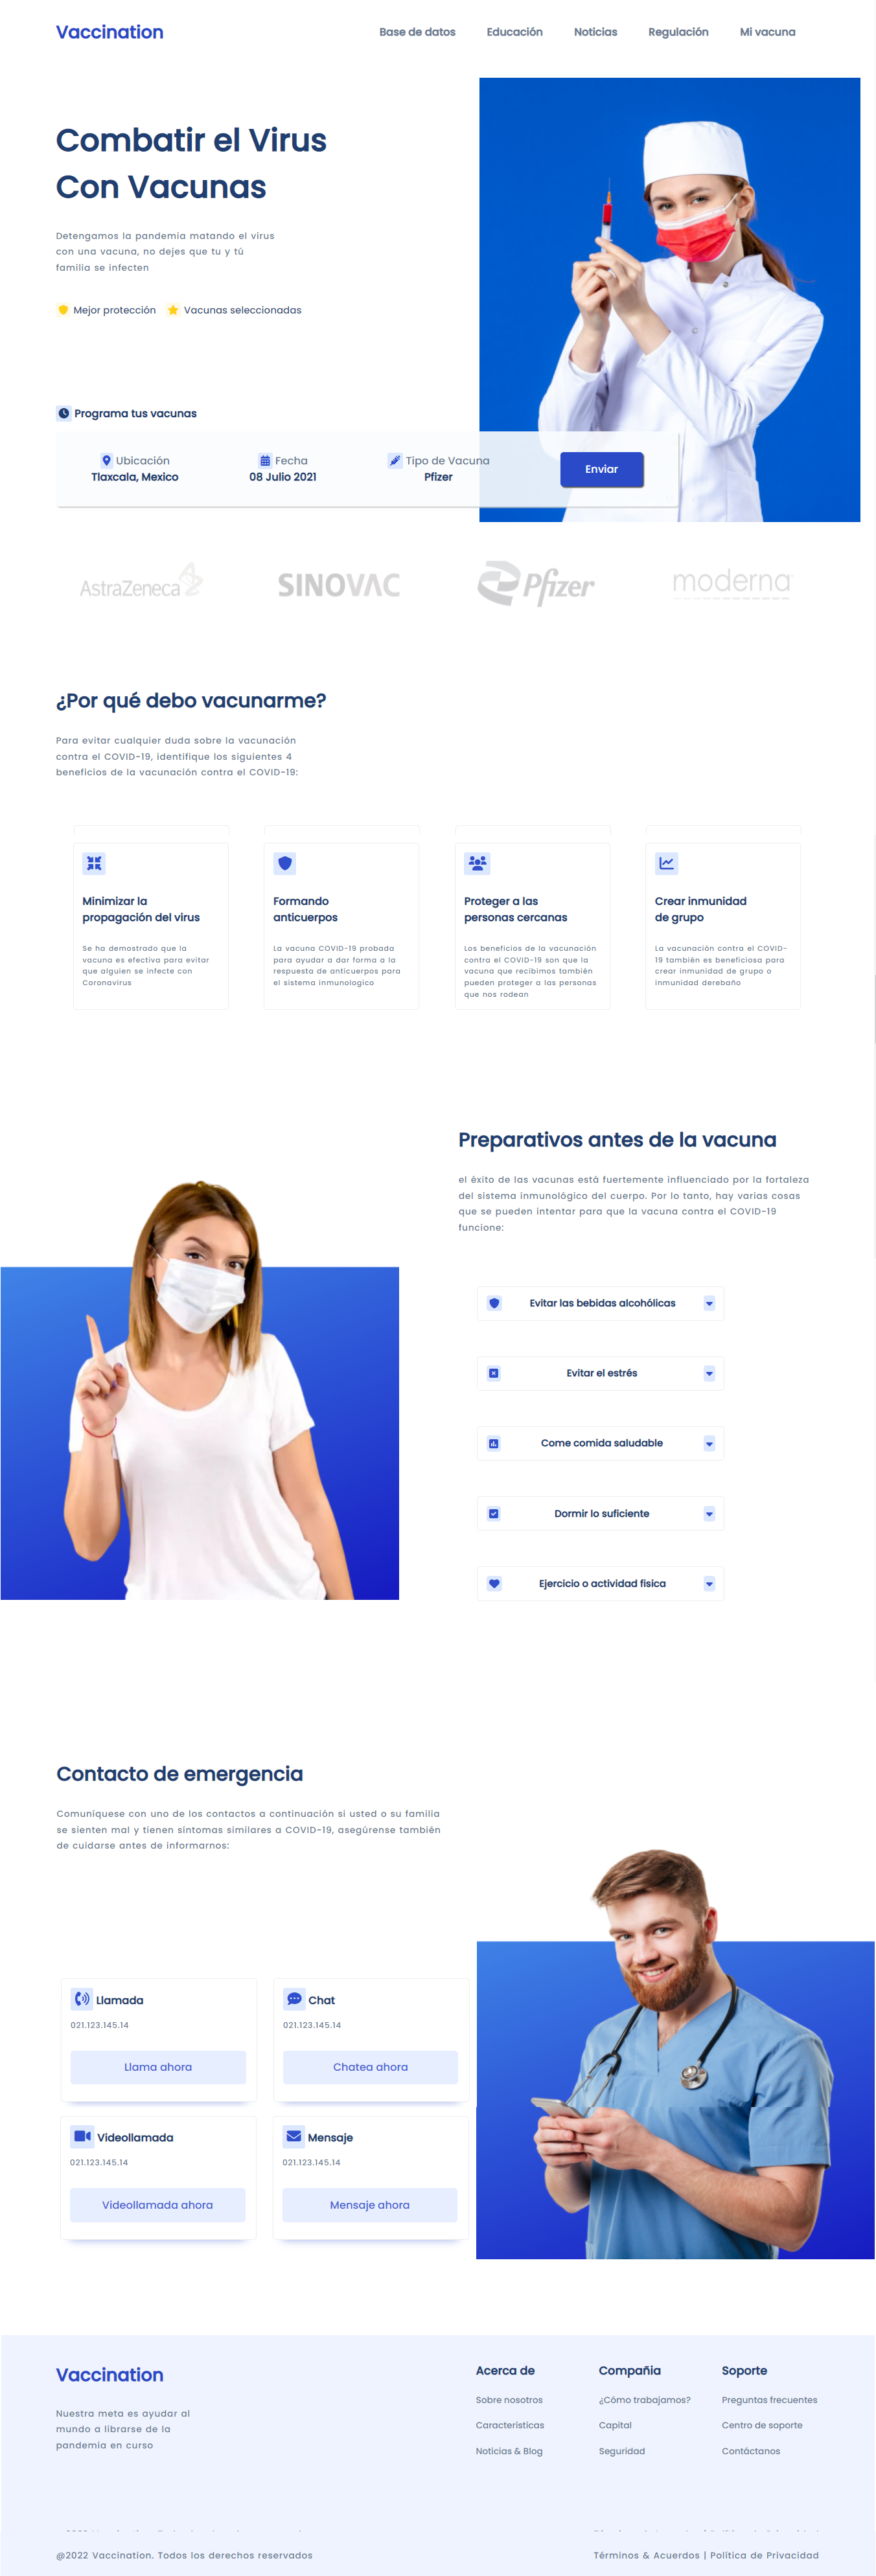 Vaccination
Base de datos
Educación
Noticias
Regulación
Mi vacuna
Combatir el Virus
Con Vacunas
Detengamos la pandemia matando el virus
con una vacuna, no dejes que tu y tú
familia se infecten
Mejor protección
Vacunas seleccionadas
Programa tus vacunas
Ubicación
Tlaxcala, Mexico
Fecha
08 Julio 2021
Tipo de Vacuna
Pfizer
Enviar
AstraZeneca
SINOVAC
Pfizer
moderna
¿Por qué debo vacunarme?
Para evitar cualquier duda sobre la vacunación
contra el COVID-19, identifique los siguientes 4
beneficios de la vacunación contra el COVID-19:
Minimizar la
propagación del virus
Se ha demostrado que la
vacuna es efectiva para evitar
que alguien se infecte con
Coronavirus
Formando
anticuerpos
La vacuna COVID-19 probada
para ayudar a dar forma a la
respuesta de anticuerpos para
el sistema inmunologico
Proteger a las
personas cercanas
Los beneficios de la vacunación
contra el COVID-19 son que la
vacuna que recibimos también
pueden proteger a las personas
que nos rodean
Crear inmunidad
de grupo
La vacunación contra el COVID-
19 también es beneficiosa para
crear inmunidad de grupo o
inmunidad derebaño
Preparativos antes de la vacuna
el éxito de las vacunas está fuertemente influenciado por la fortaleza
del sistema inmunológico del cuerpo. Por lo tanto, hay varias cosas
que se pueden intentar para que la vacuna contra el COVID-19
funcione:
Evitar las bebidas alcohólicas
Evitar el estrés
Come comida saludable
Dormir lo suficiente
Ejercicio o actividad fisica
Contacto de emergencia
Comuníquese con uno de los contactos a continuación si usted o su familia
se sienten mal y tienen síntomas similares a COVID-19, asegúrense también
de cuidarse antes de informarnos:
Llamada
021.123.145.14
Llama ahora
Chat
021.123.145.14
Chatea ahora
Videollamada
021.123.145.14
Videollamada ahora
Mensaje
021.123.145.14
Mensaje ahora
Vaccination
Nuestra meta es ayudar al
mundo a librarse de la
pandemia en curso
Acerca de
Sobre nosotros
Caracteristicas
Noticias & Blog
Compañia
¿Cómo trabajamos?
Capital
Seguridad
Soporte
Preguntas frecuentes
Centro de soporte
Contáctanos
@2022 Vaccination. Todos los derechos reservados
Términos & Acuerdos | Política de Privacidad